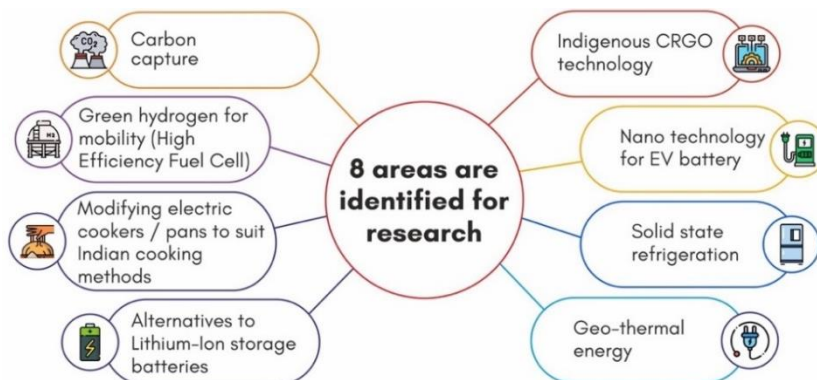 Carbon
capture
Green hydrogen for
mobility (High
Efficiency Fuel Cell)
Modifying electric
cookers / pans to suit
Indian cooking
methods
Alternatives to
Lithium-Ion storage
batteries
8 areas are
identified for
research
Indigenous CRGO
technology
Nano technology
for EV battery
Solid state
refrigeration
Geo-thermal
energy
CO2
H2